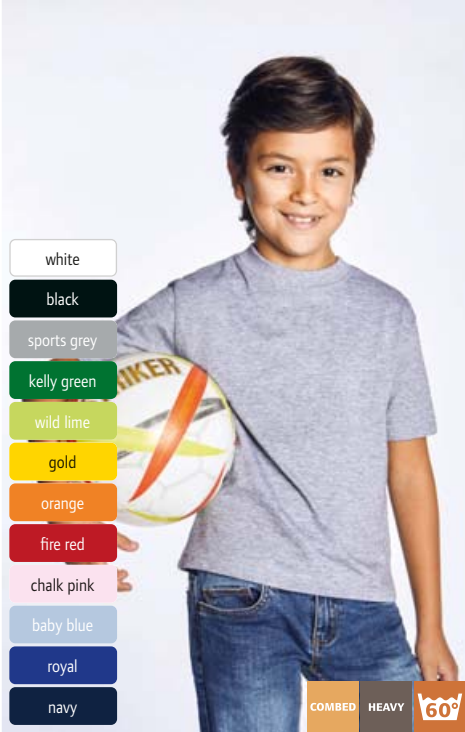 white
black
sports grey
kelly green
wild lime
gold
orange
fire red
chalk pink
baby blue
royal
navy
IKER
COMBED
HEAVY
60°